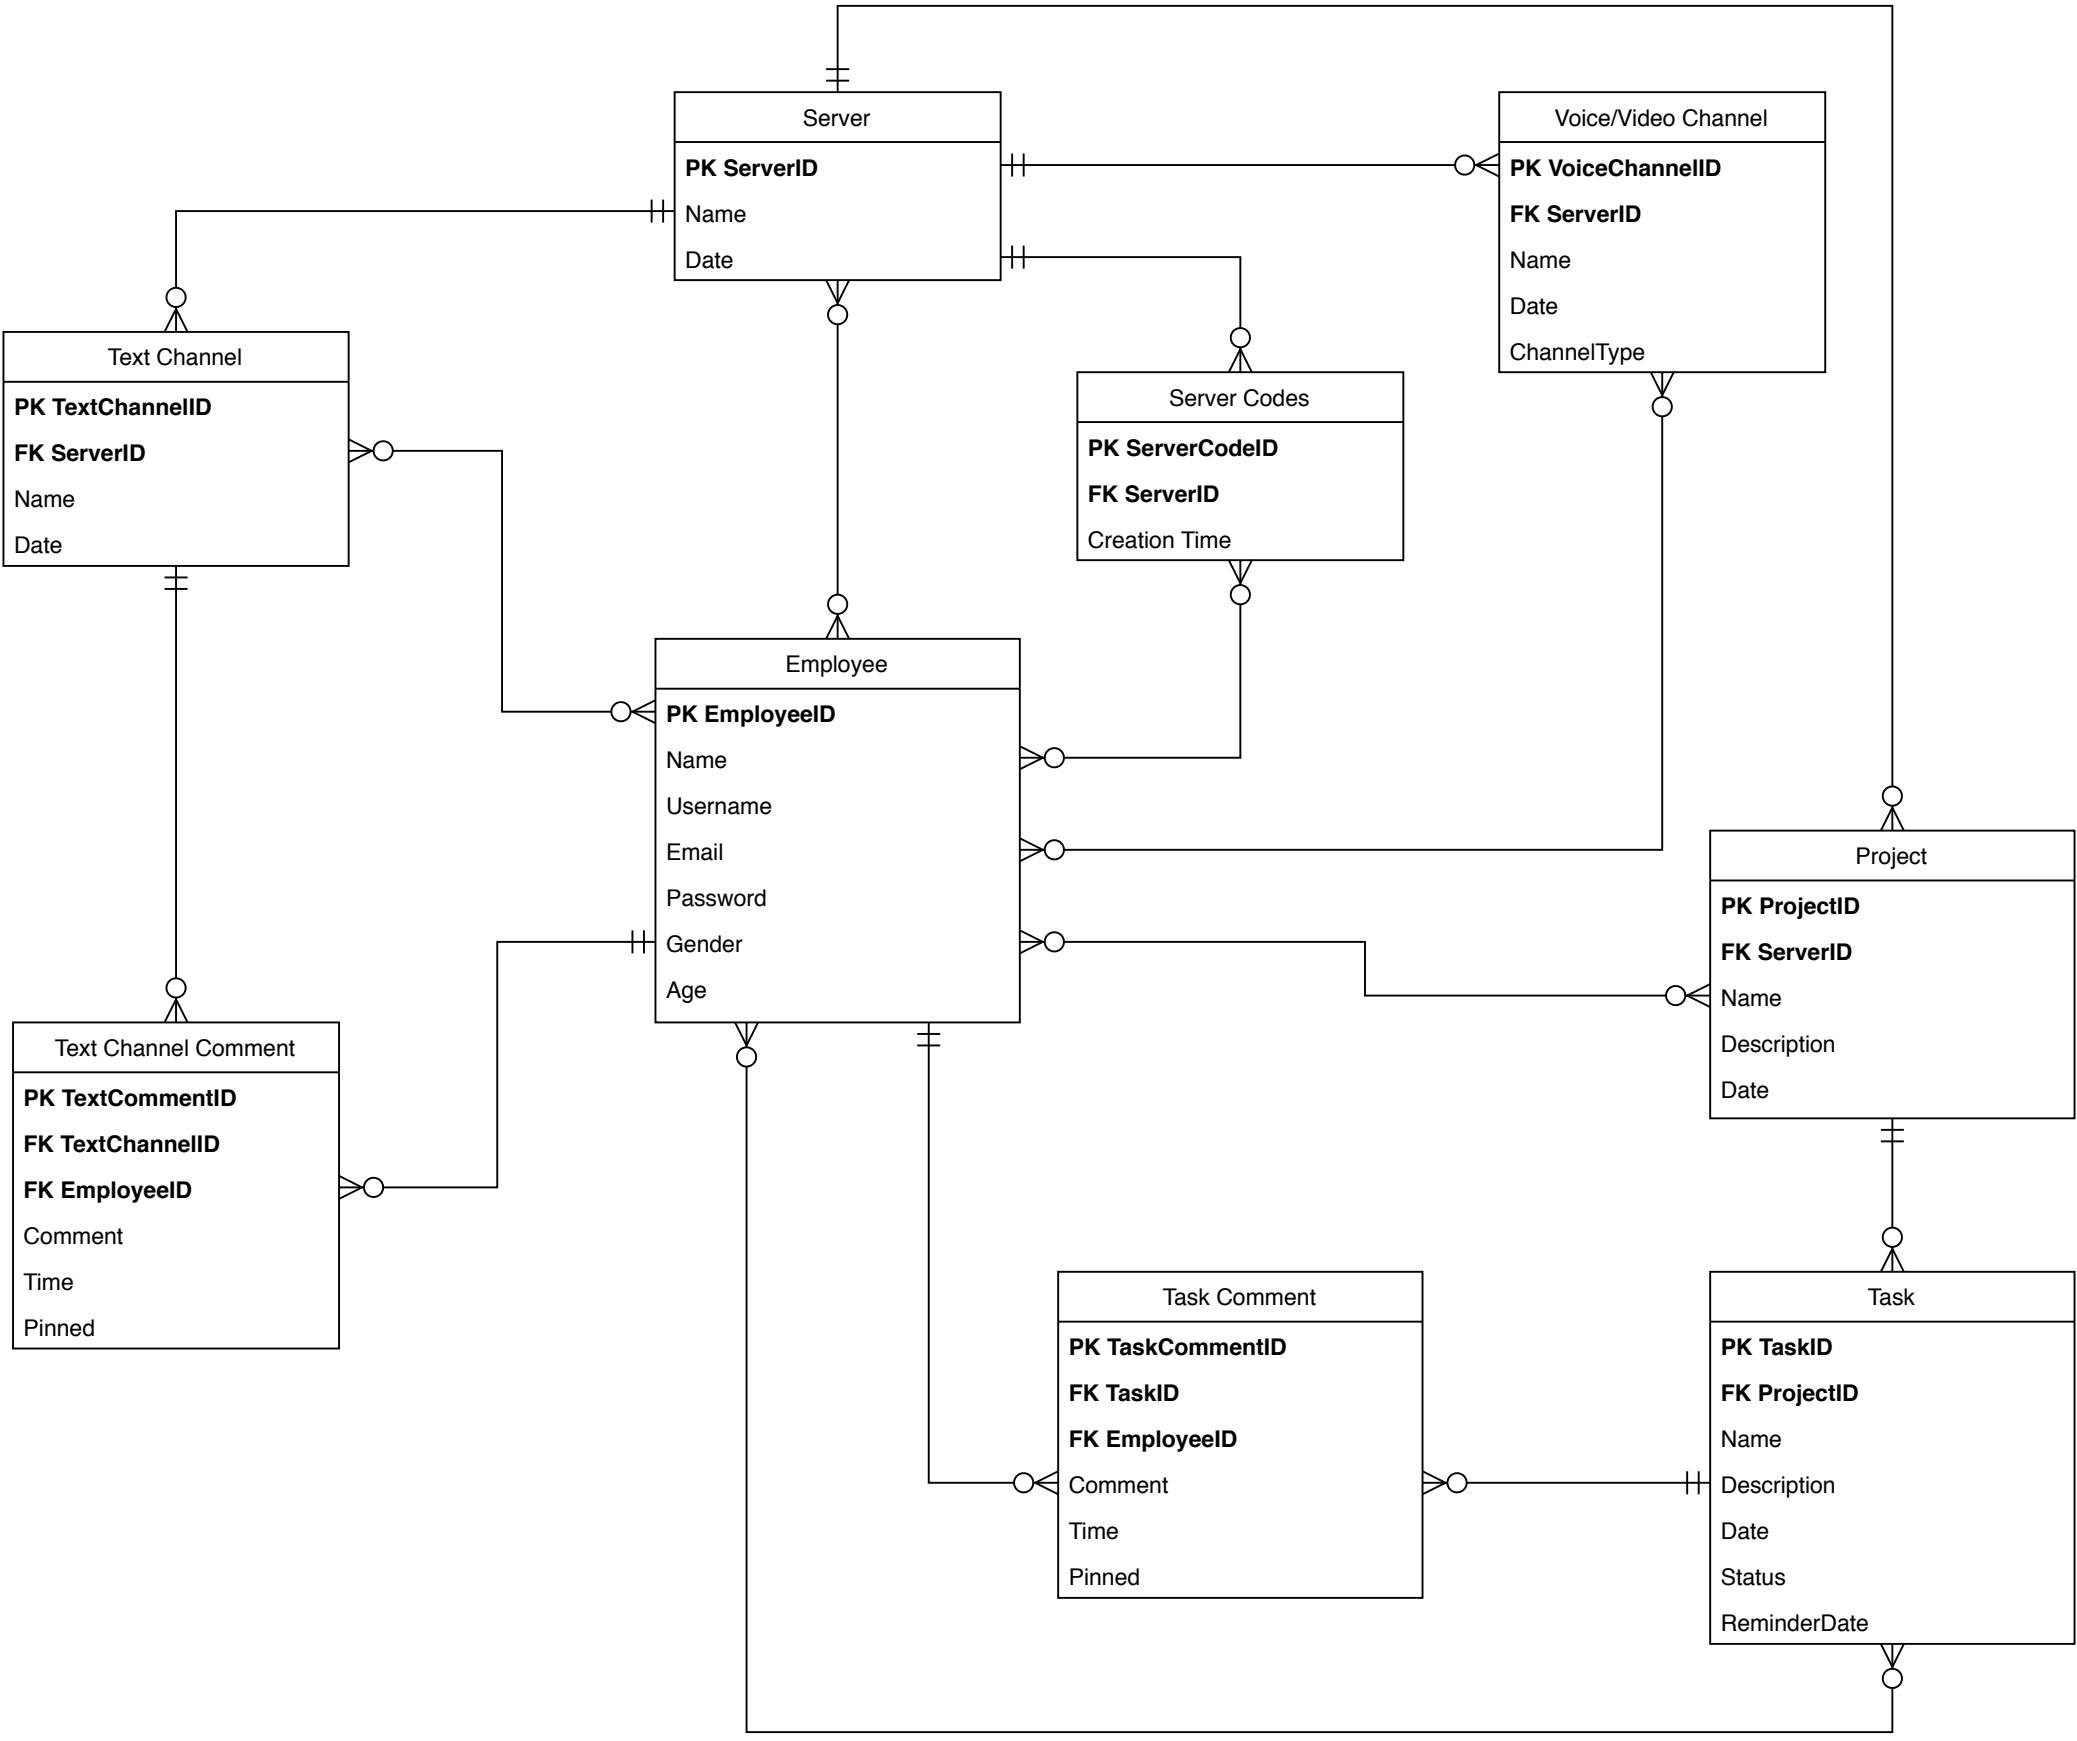 Server
PK ServerID
Name
Date
Voice/Video Channel
PK VoiceChannelID
FK ServerID
Name
Date
ChannelType
Text Channel
PK TextChannelID
FK ServerID
Name
Date
Server Codes
PK ServerCodeID
FK ServerID
Creation Time
Employee
PK EmployeeID
Name
Username
Email
Password
Gender
Age
Project
PK ProjectID
FK ServerID
Name
Description
Date
Text Channel Comment
PK TextCommentID
FK TextChannelID
FK EmployeeID
Comment
Time
Pinned
Task Comment
PK TaskCommentID
FK TaskID
FK EmployeeID
Comment
Time
Pinned
Task
PK TaskID
FK ProjectID
Name
Description
Date
Status
ReminderDate